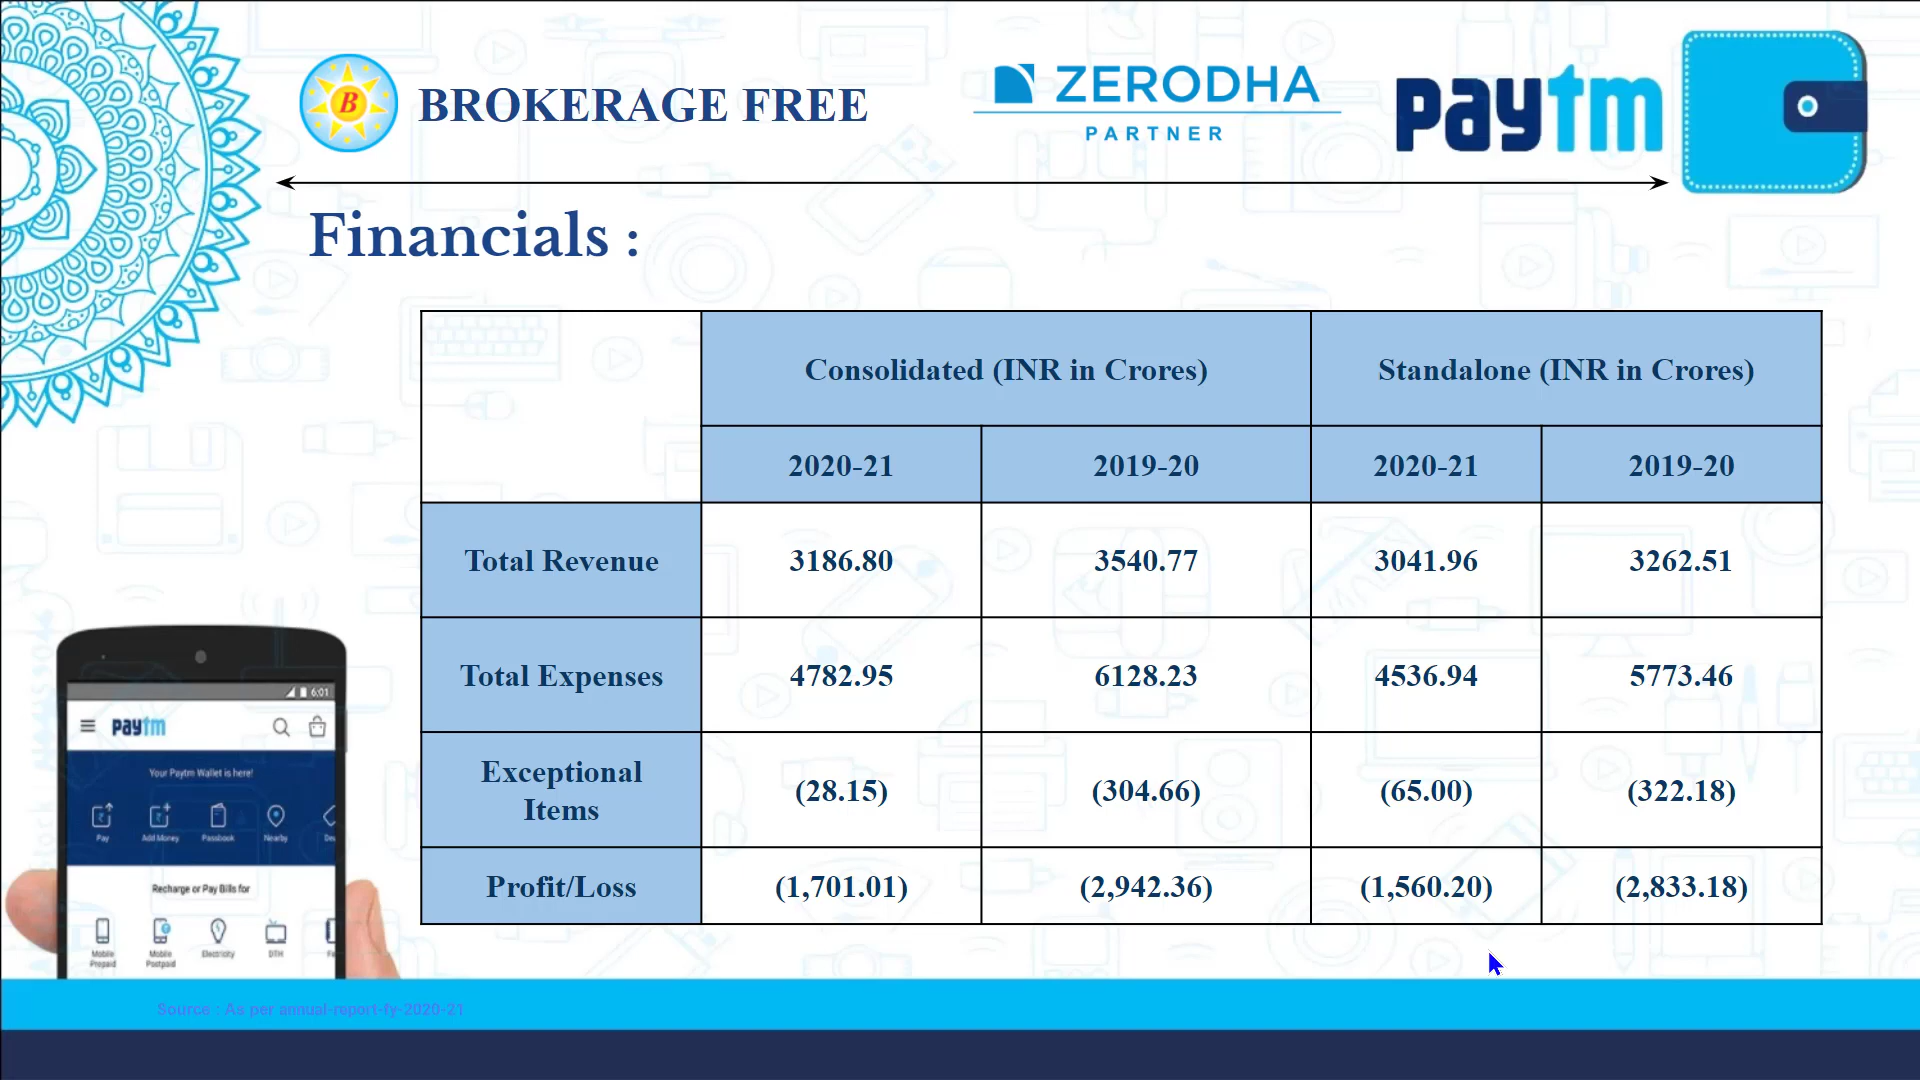 B BROKERAGE FREE
ZERODHA
PARTNER
paytm
Financials :
Consolidated (INR in Crores) Standalone (INR in Crores)
2020-21 2019-20 2020-21 2019-20
Total Revenue 3186.80 3540.77 3041.96 3262.51
Total Expenses 4782.95 6128.23 4536.94 5773.46
Exceptional
Items (28.15) (304.66) (65.00) (322.18)
Profit/Loss (1,701.01) (2,942.36) (1,560.20) (2,833.18)
6:01
paytm
Your Paytm Wallet is here!
Pay Add Money Passbook Nearby
Recharge or Pay Bills for
Mobile Prepaid Mobile Postpaid Electricity DTH
Source : As per annual-report-fy-2020-21